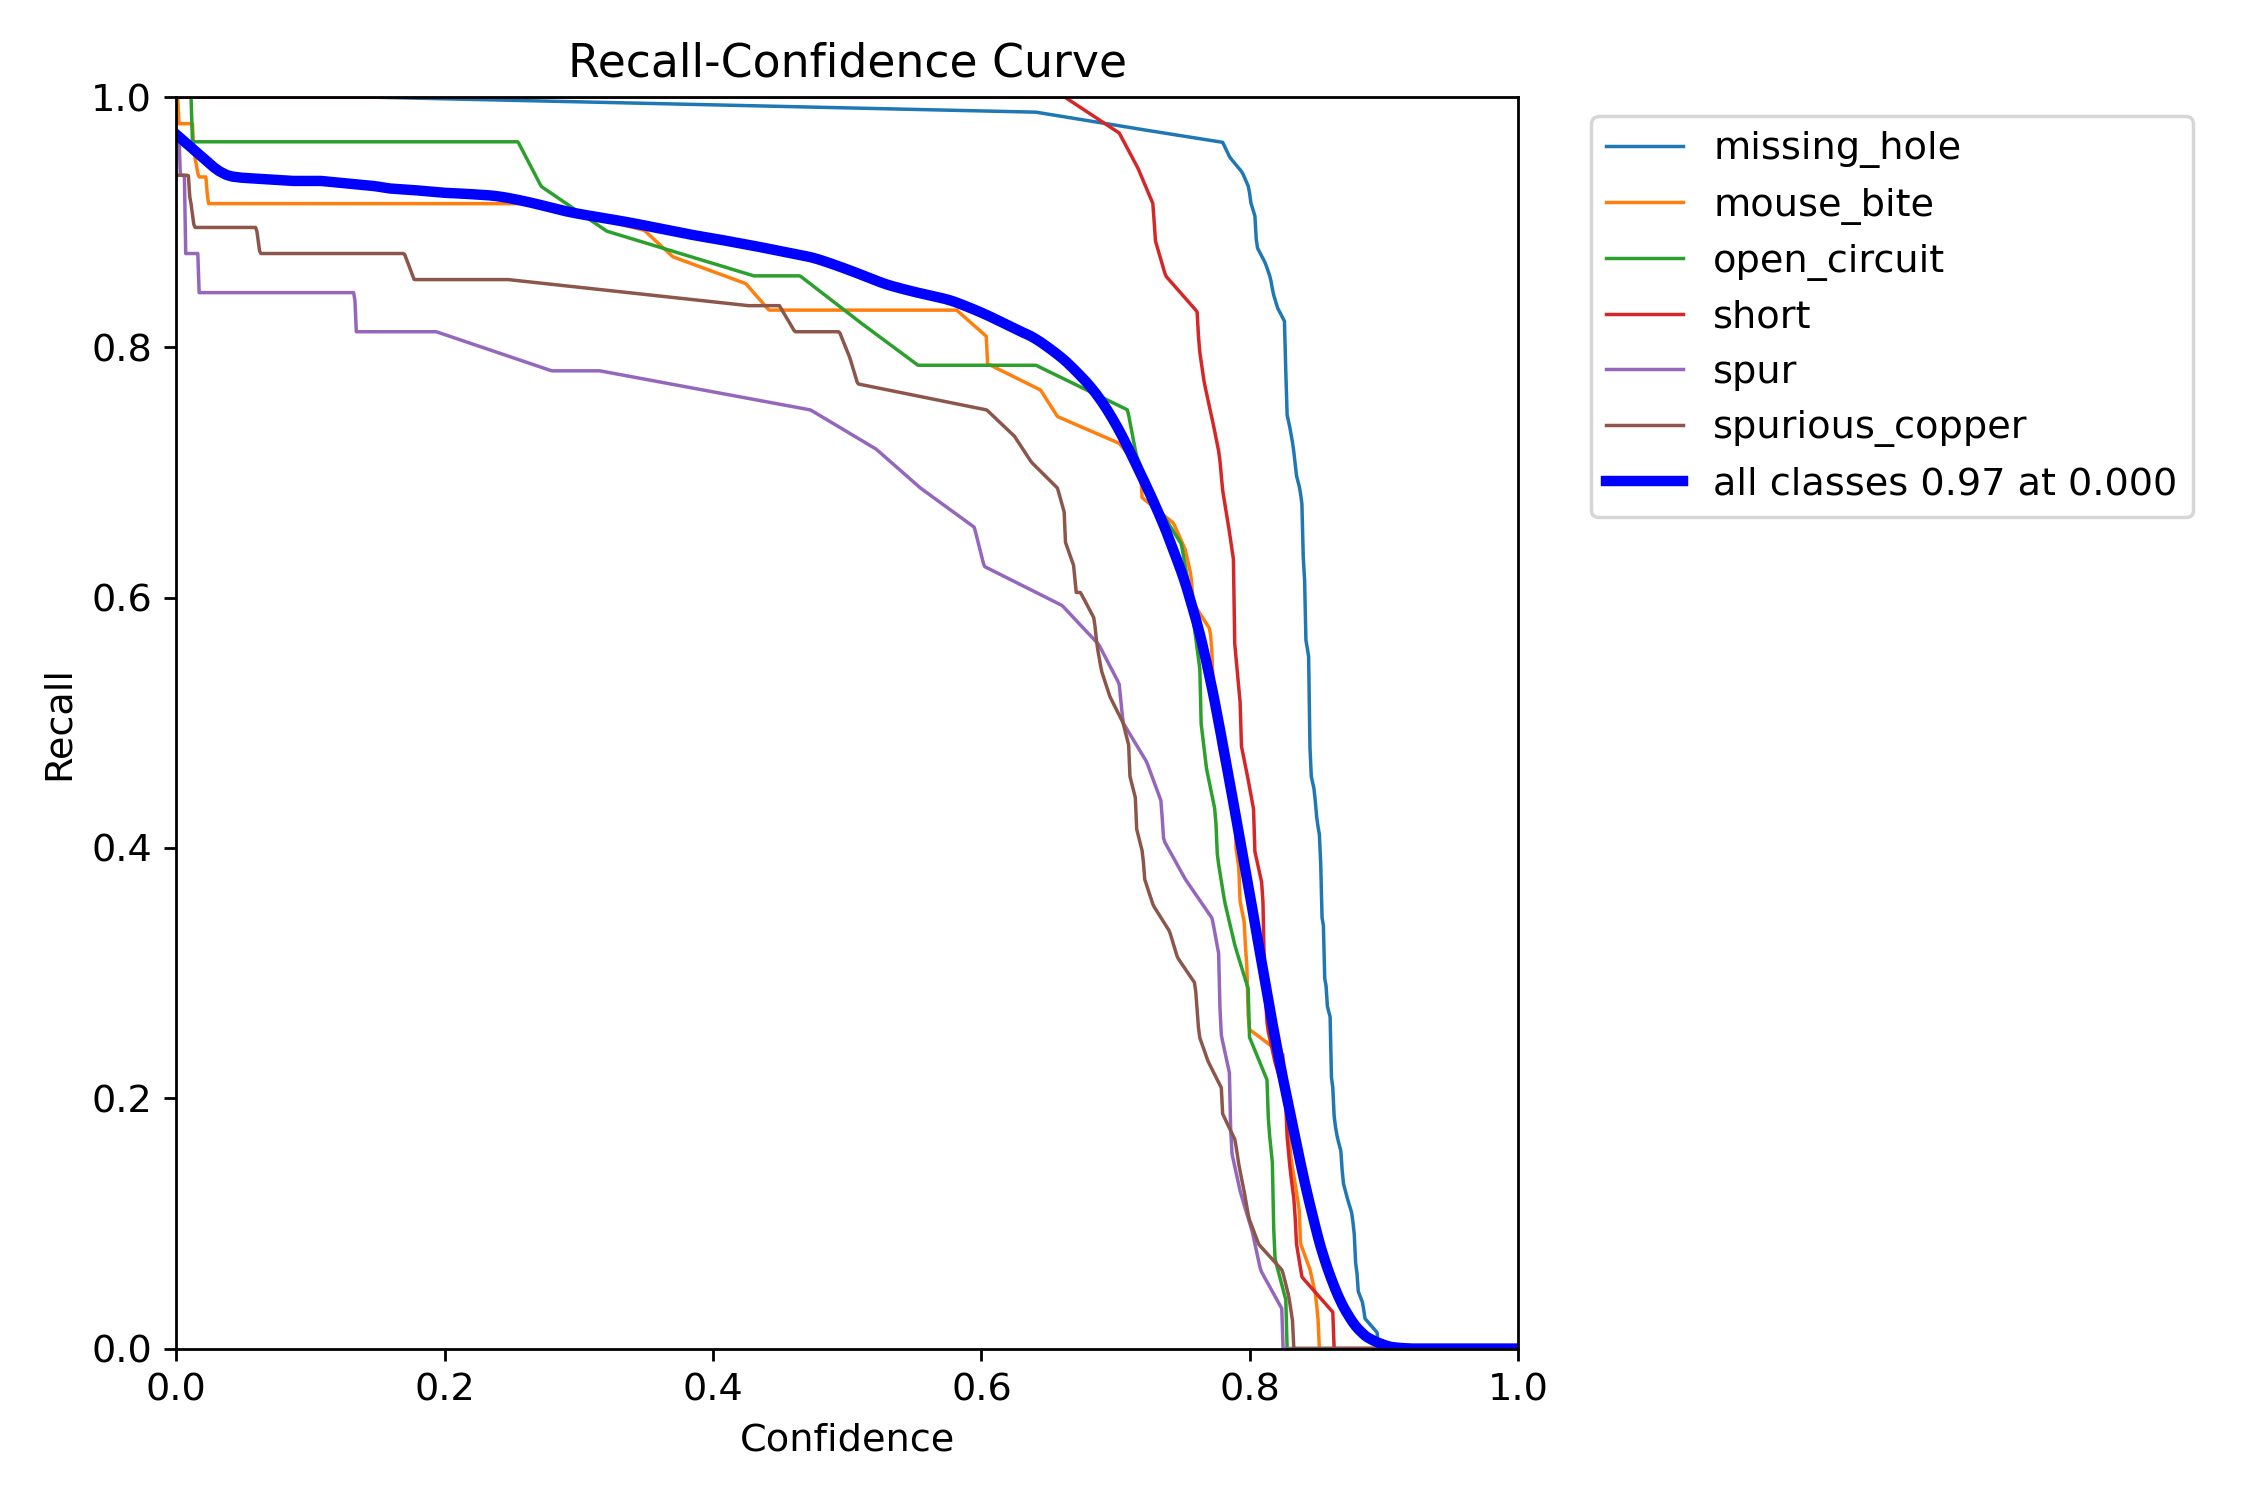 Recall-Confidence Curve
1.0
0.8
0.6
0.4
0.2
0.0
Recall
0.0 0.2 0.4 0.6 0.8 1.0
Confidence
missing_hole
mouse_bite
open_circuit
short
spur
spurious_copper
all classes 0.97 at 0.000